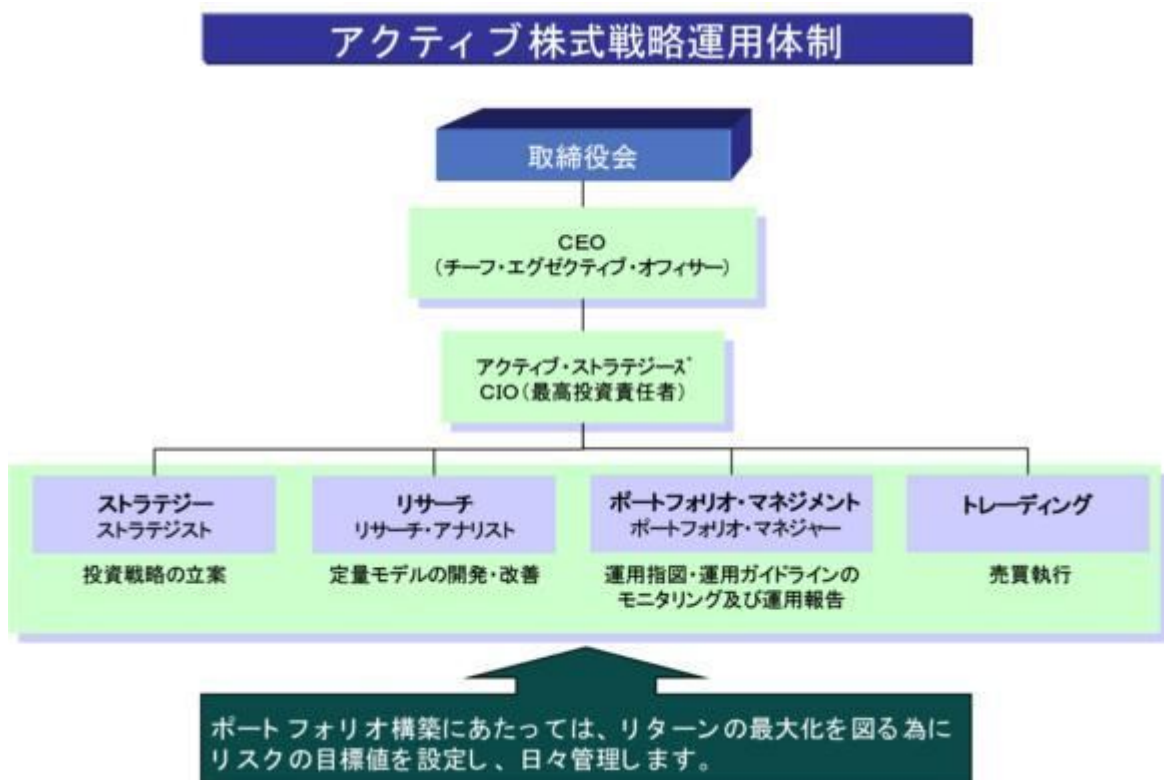 アクティブ株式戦略運用体制
取締役会
CEO
(チーフ・エグゼクティブ・オフィサー)
アクティブ・ストラテジーズ
CIO(最高投資責任者)
ストラテジー
ストラテジスト
投資戦略の立案
リサーチ
リサーチ・アナリスト
定量モデルの開発・改善
ポートフォリオ・マネジメント
ポートフォリオ・マネジャー
運用指図・運用ガイドラインの
モニタリング及び運用報告
トレーディング
売買執行
ポートフォリオ構築にあたっては、リターンの最大化を図る為に
リスクの目標値を設定し、日々管理します。